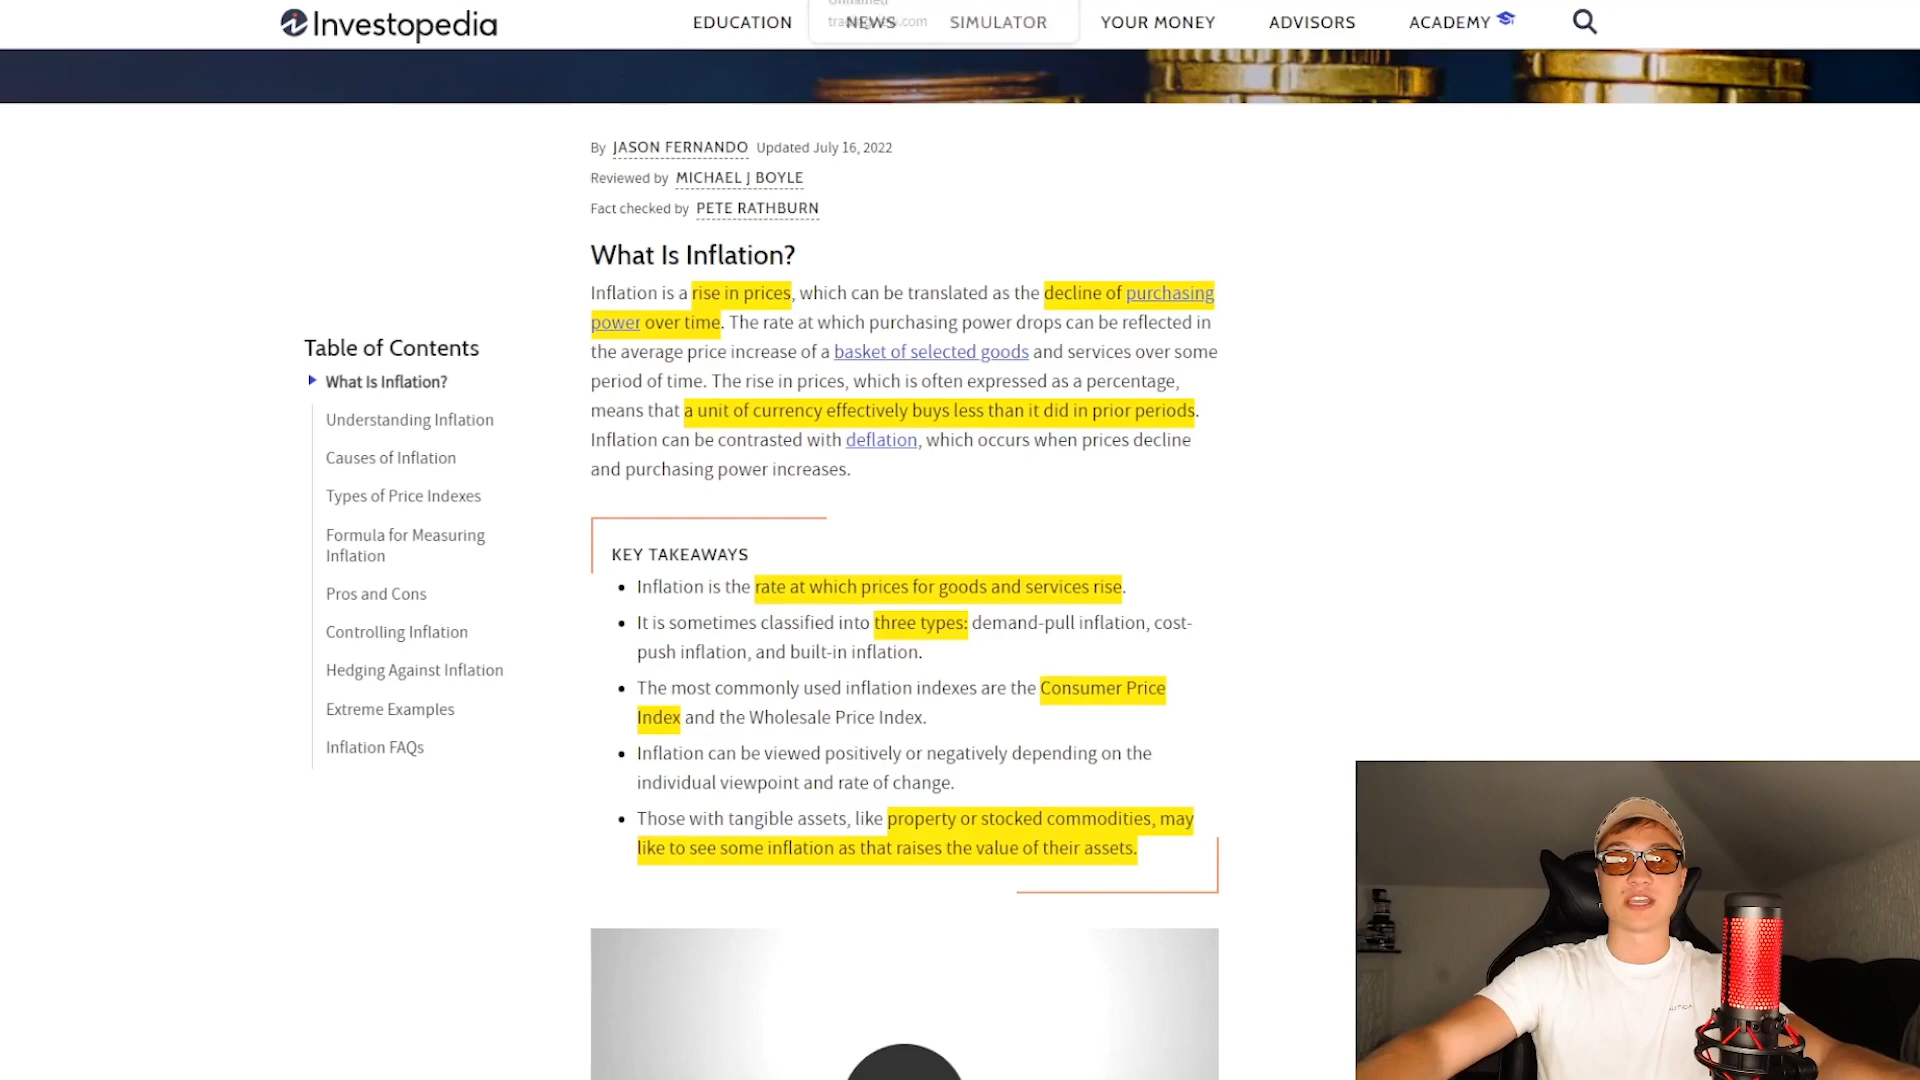 Investopedia
EDUCATION NEWS SIMULATOR YOUR MONEY ADVISORS ACADEMY
By JASON FERNANDO Updated July 16, 2022
Reviewed by MICHAEL J BOYLE
Fact checked by PETE RATHBURN
What Is Inflation?
Inflation is a rise in prices, which can be translated as the decline of purchasing
power over time. The rate at which purchasing power drops can be reflected in
the average price increase of a basket of selected goods and services over some
period of time. The rise in prices, which is often expressed as a percentage,
means that a unit of currency effectively buys less than it did in prior periods.
Inflation can be contrasted with deflation, which occurs when prices decline
and purchasing power increases.
Table of Contents
What Is Inflation?
Understanding Inflation
Causes of Inflation
Types of Price Indexes
Formula for Measuring
Inflation
Pros and Cons
Controlling Inflation
Hedging Against Inflation
Extreme Examples
Inflation FAQs
KEY TAKEAWAYS
Inflation is the rate at which prices for goods and services rise.
It is sometimes classified into three types: demand-pull inflation, cost-
push inflation, and built-in inflation.
The most commonly used inflation indexes are the Consumer Price
Index and the Wholesale Price Index.
Inflation can be viewed positively or negatively depending on the
individual viewpoint and rate of change.
Those with tangible assets, like property or stocked commodities, may
like to see some inflation as that raises the value of their assets.